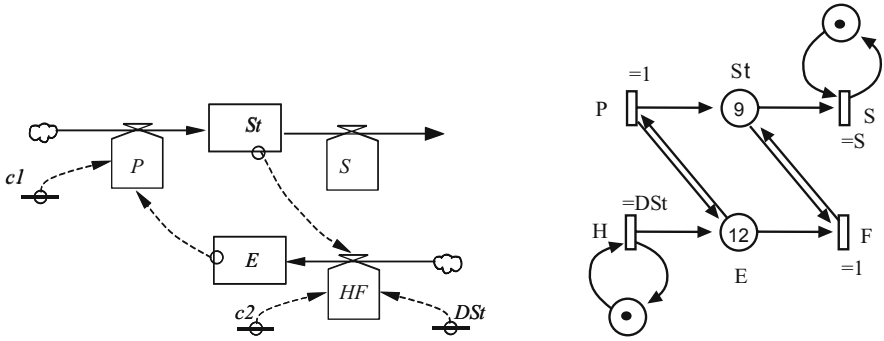 c1
P
St
S
E
c2
HF
DSt
=1
P
St
9
S
=S
=DSt
H
12
E
F
=1